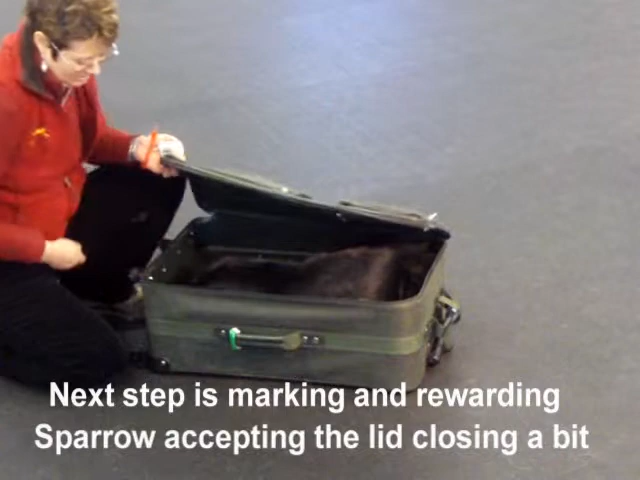 Next step is marking and rewarding
Sparrow accepting the lid closing a bit